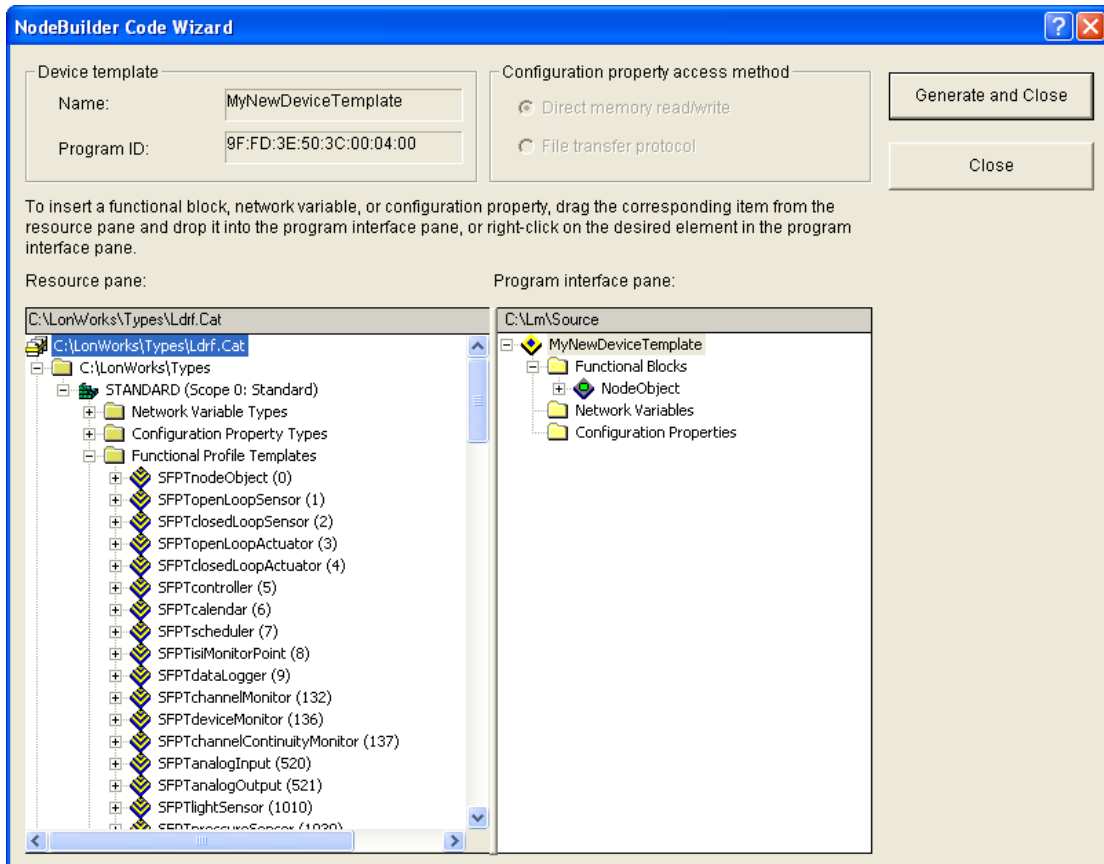 NodeBuilder Code Wizard
Device template
Name:
MyNewDeviceTemplate
Program ID:
9F:FD:3E:50:3C:00:04:00
Configuration property access method
Direct memory read/write
File transfer protocol
Generate and Close
Close
To insert a functional block, network variable, or configuration property, drag the corresponding item from the
resource pane and drop it into the program interface pane, or right-click on the desired element in the program
interface pane.
Resource pane:
C:\LonWorks\Types\Ldrf.Cat
C:\LonWorks\Types\Ldrf.Cat
C:\LonWorks\Types
STANDARD (Scope 0: Standard)
Network Variable Types
Configuration Property Types
Functional Profile Templates
SFPTnodeObject (0)
SFPTopenLoopSensor (1)
SFPTclosedLoopSensor (2)
SFPTopenLoopActuator (3)
SFPTclosedLoopActuator (4)
SFPTcontroller (5)
SFPTcalendar (6)
SFPTscheduler (7)
SFPTisiMonitorPoint (8)
SFPTdataLogger (9)
SFPTchannelMonitor (132)
SFPTdeviceMonitor (136)
SFPTchannelContinuityMonitor (137)
SFPTanalogInput (520)
SFPTanalogOutput (521)
SFPTlightSensor (1010)
SFPTpressureSensor (1030)
Program interface pane:
C:\Lm\Source
MyNewDeviceTemplate
Functional Blocks
NodeObject
Network Variables
Configuration Properties